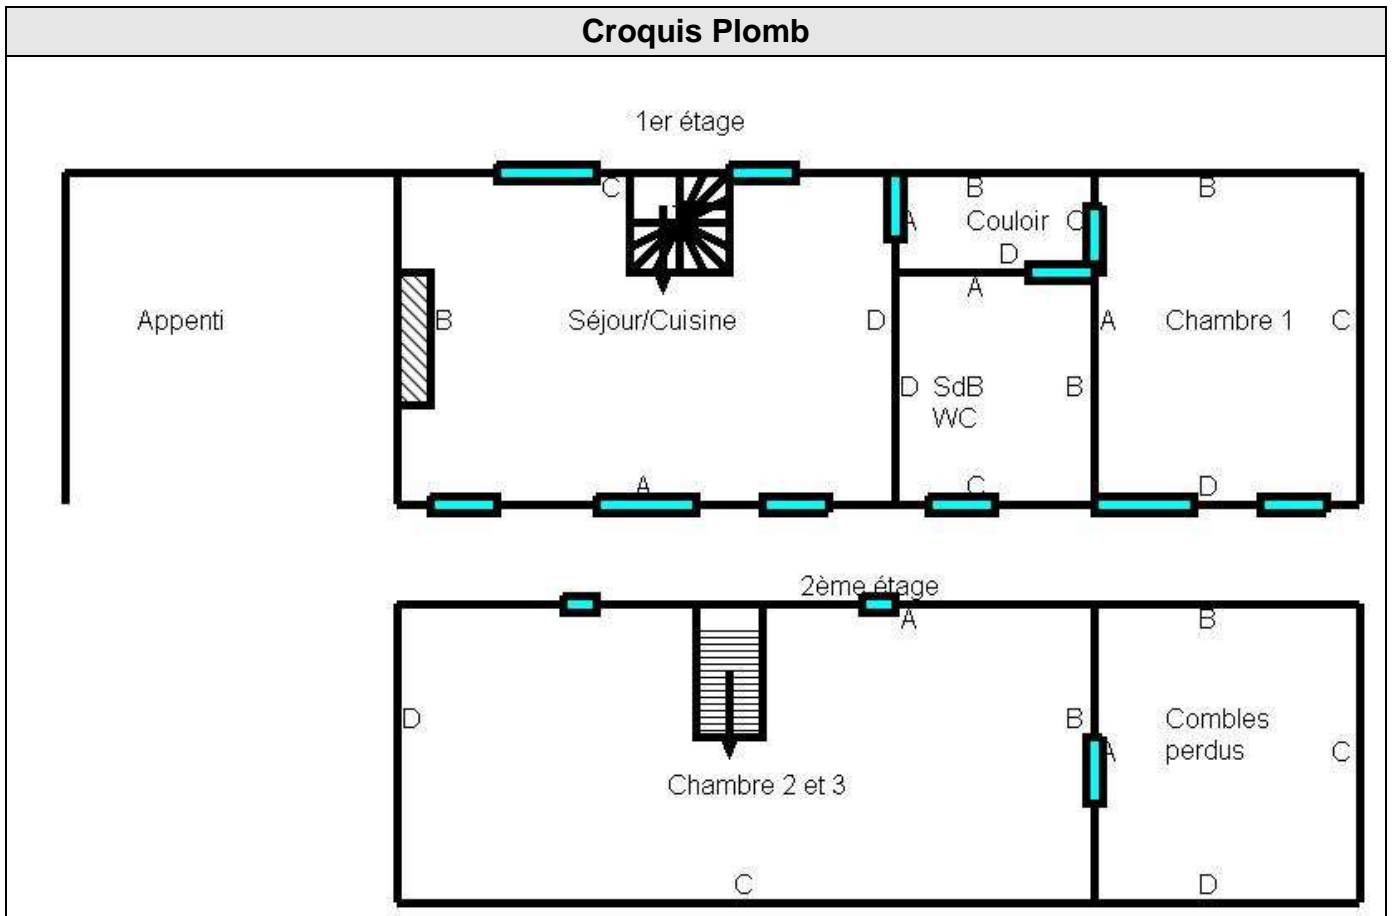 Croquis Plomb
1er étage
C
B
B
A
Couloir
C
D
A
Appenti
B
Séjour/Cuisine
D
A
Chambre 1
C
D
SdB
B
WC
A
C
D
2ème étage
A
B
D
B
Combles
A
perdus
C
Chambre 2 et 3
C
D